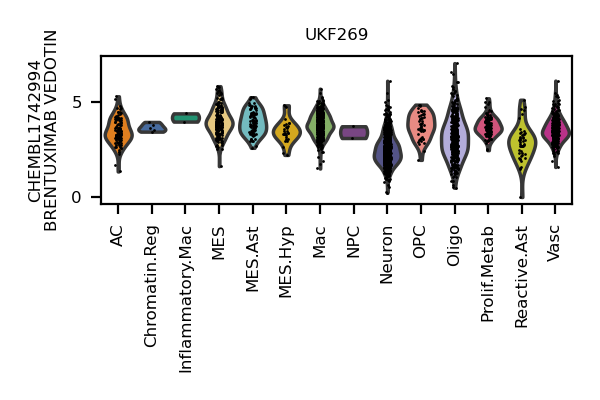 UKF269
CHEMBL1742994
BRENTUXIMAB VEDOTIN
5
0
AC
Chromatin.Reg
Inflammatory.Mac
MES
MES.Ast
MES.Hyp
Mac
NPC
Neuron
OPC
Oligo
Prolif.Metab
Reactive.Ast
Vasc